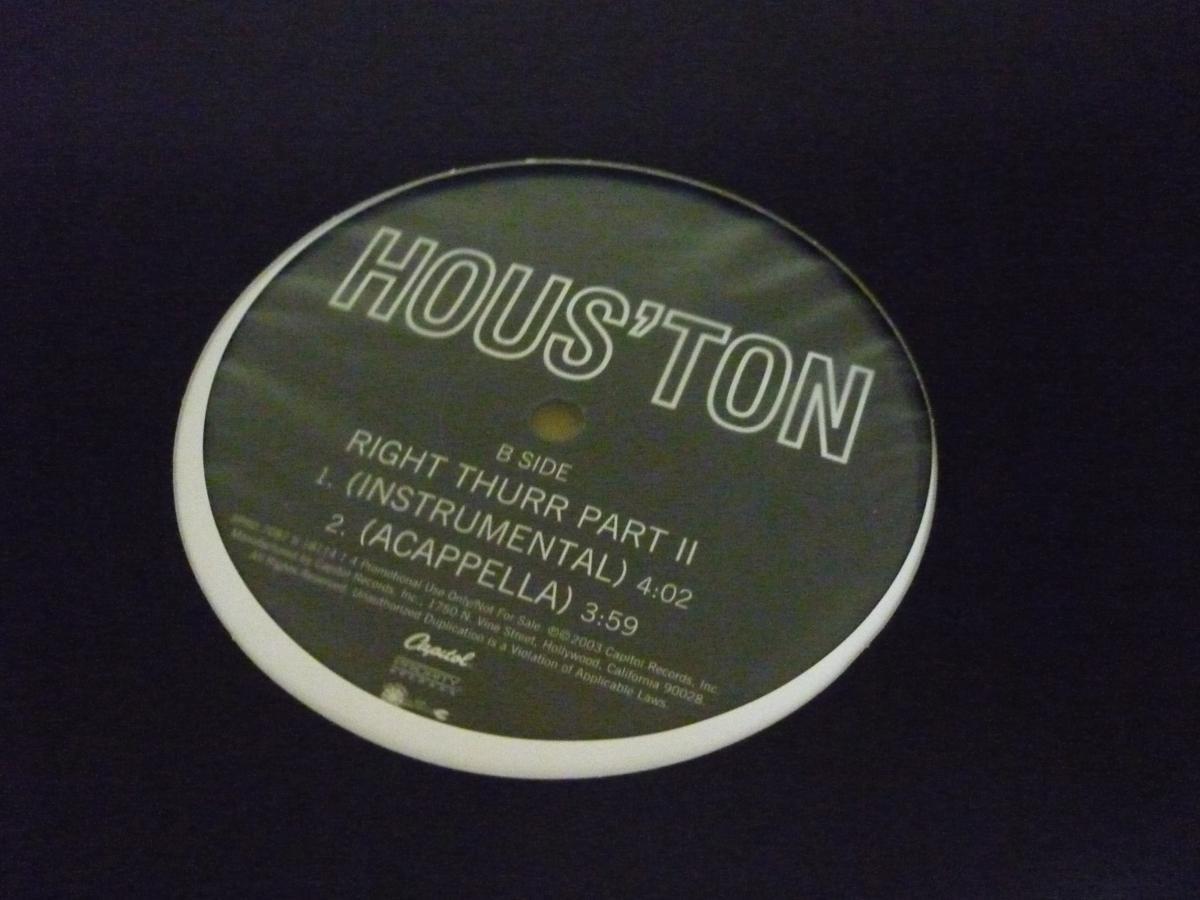 HOUS'TON
B SIDE
RIGHT THURR PART II
1. (INSTRUMENTAL) 4:02
2. (ACAPPELLA) 3:59
Promotional Use Only/Not For Sale. ℗© 2003 Capitol Records, Inc.
Manufactured by Capitol Records, Inc., 1750 N. Vine Street, Hollywood, California 90028.
All Rights Reserved. Unauthorized Duplication is a Violation of Applicable Laws.
Capitol